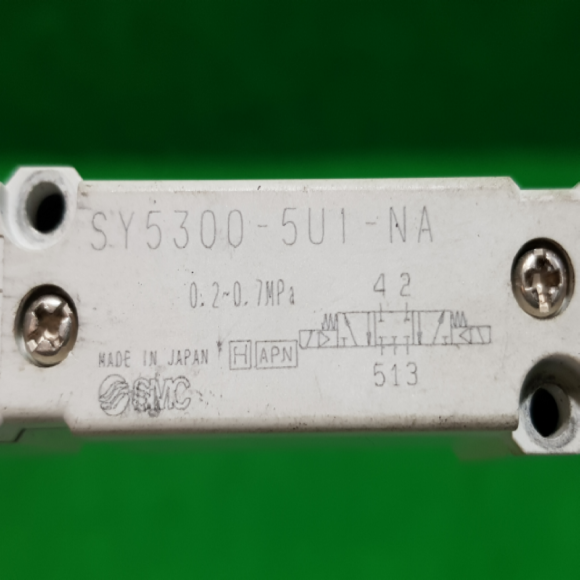 SY5300-5U1-NA
0.2~0.7MPa
4 2
MADE IN JAPAN
H APN
513
SMC